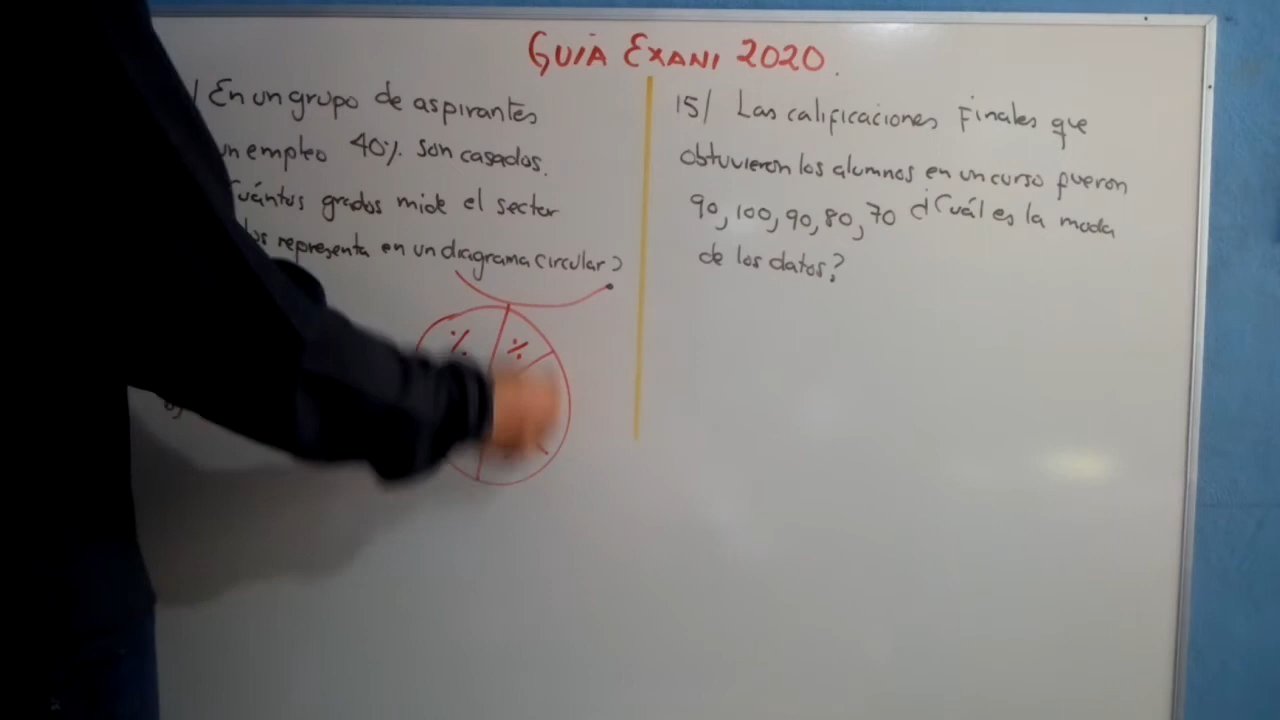 GUIA EXANI 2020.
/ En un grupo de aspirantes
un empleo 40% son casados.
Cuántos grados mide el sector
los representa en un diagrama circular?
% %
15/ Las calificaciones Finales que
obtuvieron los alumnos en un curso fueron
90, 100, 90, 80, 70 ¿Cuál es la moda
de los datos?